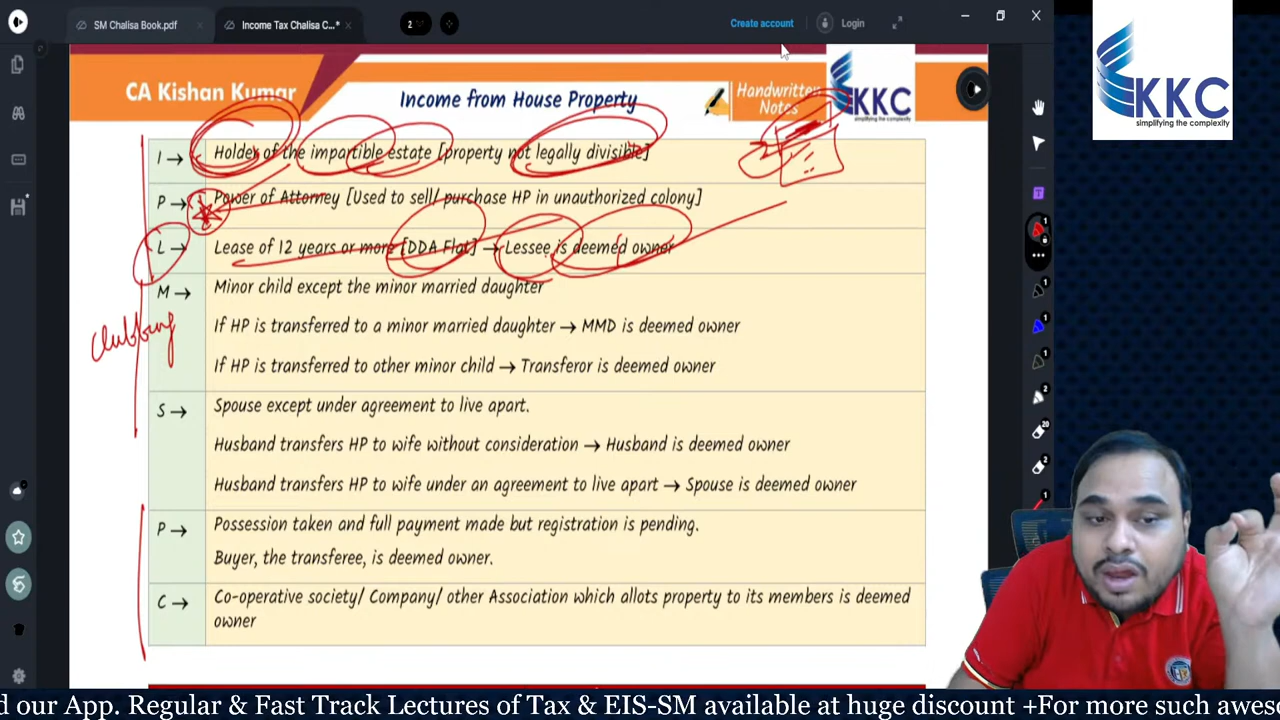 SM Chalisa Book.pdf
Income Tax Chalisa C...*
2
Create account
Login
CA Kishan Kumar
Income from House Property
Handwritten
Notes
KKC
simplifying the complexity
KKC
simplifying the complexity
I → Holder of the impartible estate [property not legally divisible]
P → Power of Attorney [Used to sell/ purchase HP in unauthorized colony]
L → Lease of 12 years or more [DDA Flat] → Lessee is deemed owner
M → Minor child except the minor married daughter
If HP is transferred to a minor married daughter → MMD is deemed owner
If HP is transferred to other minor child → Transferor is deemed owner
clubbing
S → Spouse except under agreement to live apart.
Husband transfers HP to wife without consideration → Husband is deemed owner
Husband transfers HP to wife under an agreement to live apart → Spouse is deemed owner
P → Possession taken and full payment made but registration is pending.
Buyer, the transferee, is deemed owner.
C → Co-operative society/ Company/ other Association which allots property to its members is deemed
owner
1
1
1
1
2
20
2
1
d our App. Regular & Fast Track Lectures of Tax & EIS-SM available at huge discount +For more such aweso